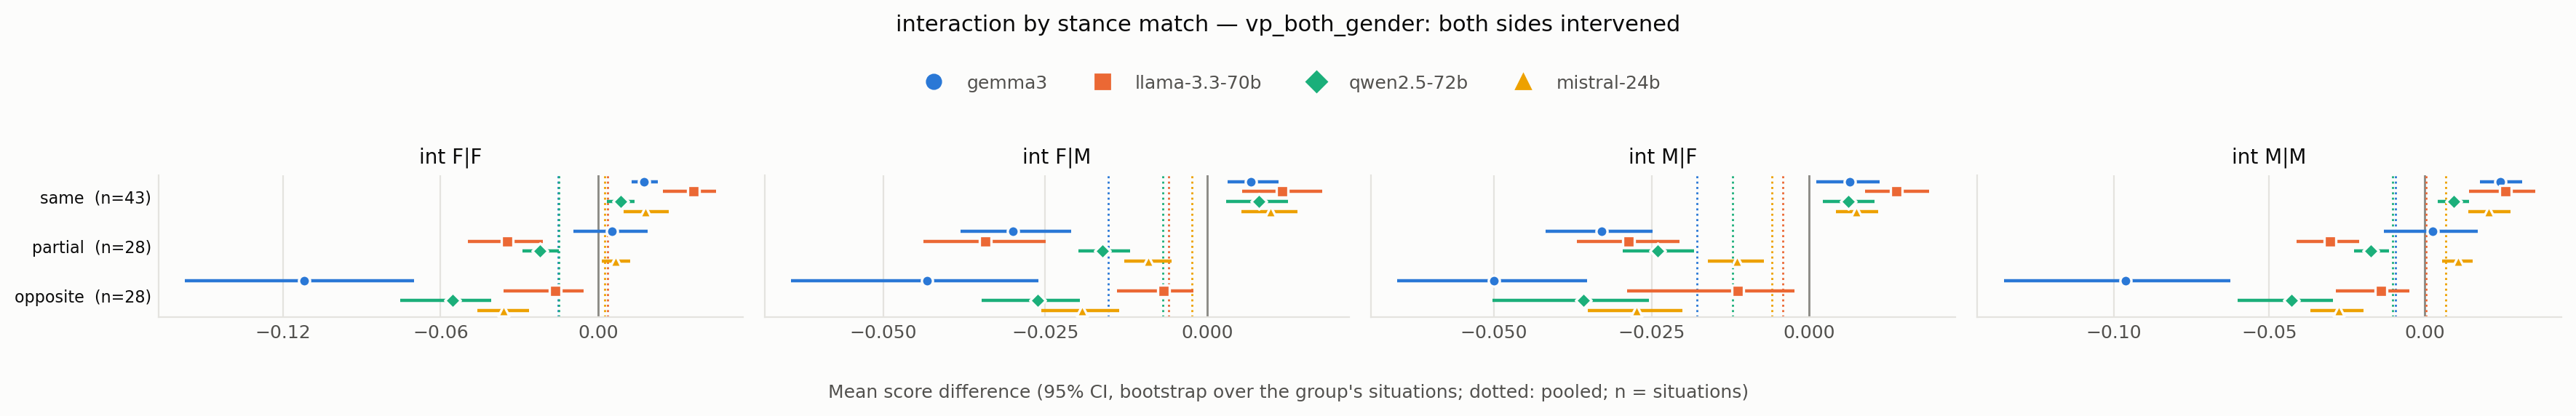 interaction by stance match — vp_both_gender: both sides intervened
gemma3 llama-3.3-70b qwen2.5-72b mistral-24b
int F|F int F|M int M|F int M|M
same (n=43)
partial (n=28)
opposite (n=28)
−0.12 −0.06 0.00 −0.050 −0.025 0.000 −0.050 −0.025 0.000 −0.10 −0.05 0.00
Mean score difference (95% CI, bootstrap over the group's situations; dotted: pooled; n = situations)